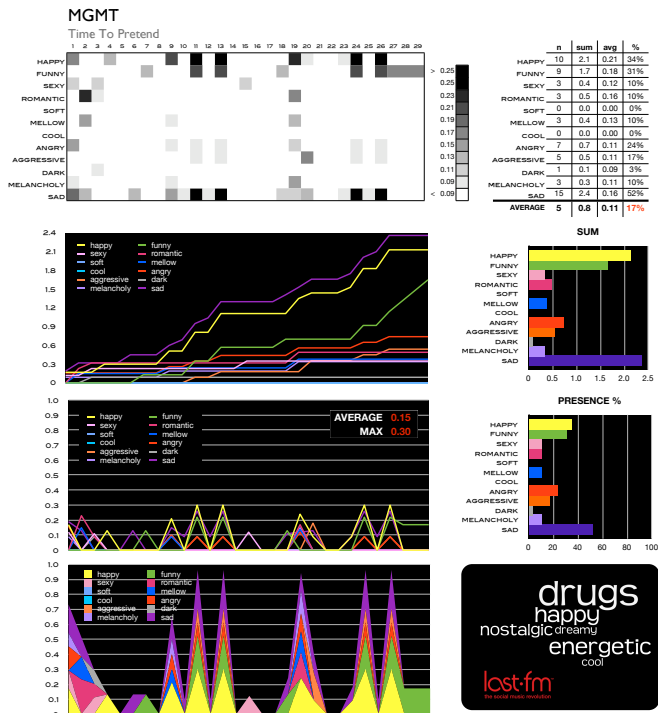 MGMT
Time To Pretend
1 2 3 4 5 6 7 8 9 10 11 12 13 14 15 16 17 18 19 20 21 22 23 24 25 26 27 28 29
HAPPY
FUNNY
SEXY
ROMANTIC
SOFT
MELLOW
COOL
ANGRY
AGGRESSIVE
DARK
MELANCHOLY
SAD
> 0.25
0.25
0.23
0.21
0.19
0.17
0.15
0.13
0.11
0.09
< 0.09
n sum avg %
HAPPY 10 2.1 0.21 34%
FUNNY 9 1.7 0.18 31%
SEXY 3 0.4 0.12 10%
ROMANTIC 3 0.5 0.16 10%
SOFT 0 0.0 0.00 0%
MELLOW 3 0.4 0.13 10%
COOL 0 0.0 0.00 0%
ANGRY 7 0.7 0.11 24%
AGGRESSIVE 5 0.5 0.11 17%
DARK 1 0.1 0.09 3%
MELANCHOLY 3 0.3 0.11 10%
SAD 15 2.4 0.16 52%
AVERAGE 5 0.8 0.11 17%
2.4
2.1
1.8
1.5
1.2
0.9
0.6
0.3
0
happy funny
sexy romantic
soft mellow
cool angry
aggressive dark
melancholy sad
SUM
HAPPY
FUNNY
SEXY
ROMANTIC
SOFT
MELLOW
COOL
ANGRY
AGGRESSIVE
DARK
MELANCHOLY
SAD
0 0.5 1.0 1.5 2.0 2.5
1.0
0.9
0.8
0.7
0.6
0.5
0.4
0.3
0.2
0.1
0
happy funny
sexy romantic
soft mellow
cool angry
aggressive dark
melancholy sad
AVERAGE 0.15
MAX 0.30
PRESENCE %
HAPPY
FUNNY
SEXY
ROMANTIC
SOFT
MELLOW
COOL
ANGRY
AGGRESSIVE
DARK
MELANCHOLY
SAD
0 20 40 60 80 100
1.0
0.9
0.8
0.7
0.6
0.5
0.4
0.3
0.2
0.1
happy funny
sexy romantic
soft mellow
cool angry
aggressive dark
melancholy sad
drugs
happy
nostalgic dreamy
energetic
cool
last·fm
the social music revolution